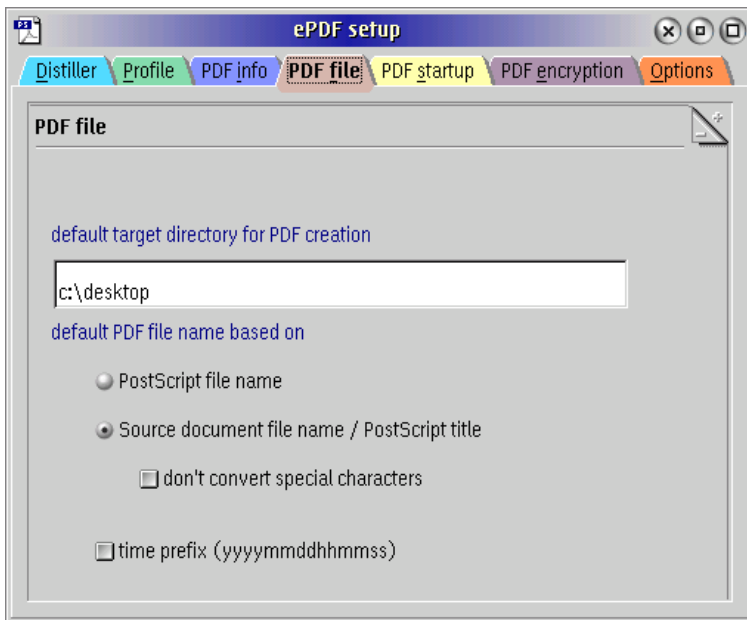 PS
ePDF setup
Distiller Profile PDF info PDF file PDF startup PDF encryption Options
PDF file
default target directory for PDF creation
c:\desktop
default PDF file name based on
PostScript file name
Source document file name / PostScript title
don't convert special characters
time prefix (yyyymmddhhmmss)